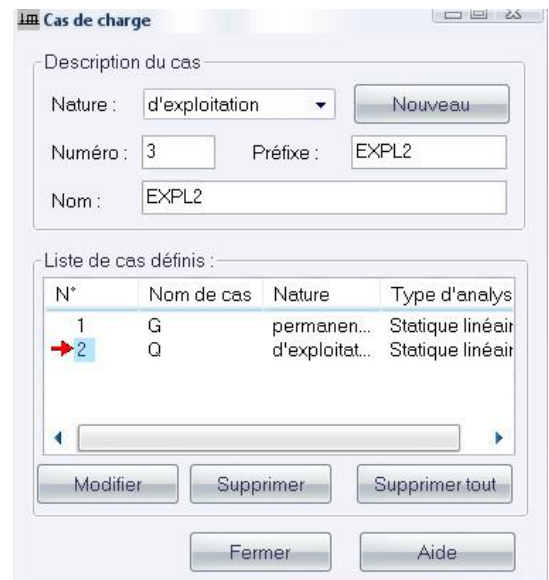 Cas de charge
Description du cas
Nature : d'exploitation Nouveau
Numéro : 3 Préfixe : EXPL2
Nom : EXPL2
Liste de cas définis :
N° Nom de cas Nature Type d'analys
1 G permanen... Statique linéair
2 Q d'exploitat... Statique linéair
Modifier Supprimer Supprimer tout
Fermer Aide